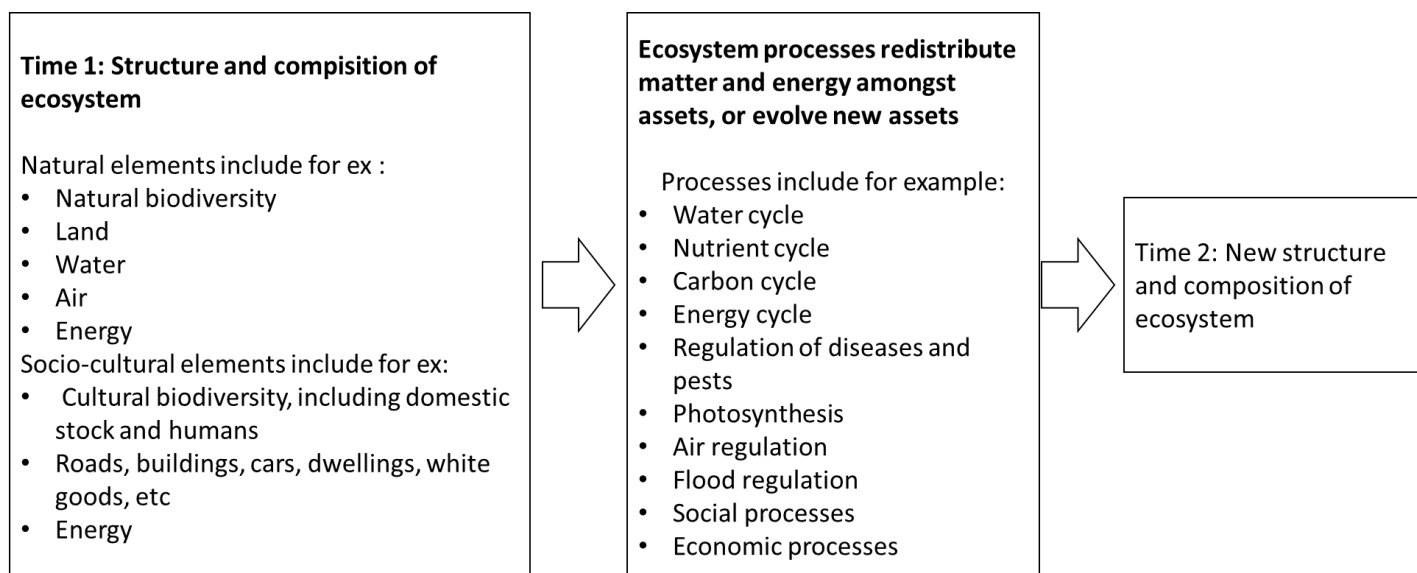 Time 1: Structure and compisition of
ecosystem
Natural elements include for ex :
• Natural biodiversity
• Land
• Water
• Air
• Energy
Socio-cultural elements include for ex:
• Cultural biodiversity, including domestic
stock and humans
• Roads, buildings, cars, dwellings, white
goods, etc
• Energy
Ecosystem processes redistribute
matter and energy amongst
assets, or evolve new assets
Processes include for example:
• Water cycle
• Nutrient cycle
• Carbon cycle
• Energy cycle
• Regulation of diseases and
pests
• Photosynthesis
• Air regulation
• Flood regulation
• Social processes
• Economic processes
Time 2: New structure
and composition of
ecosystem